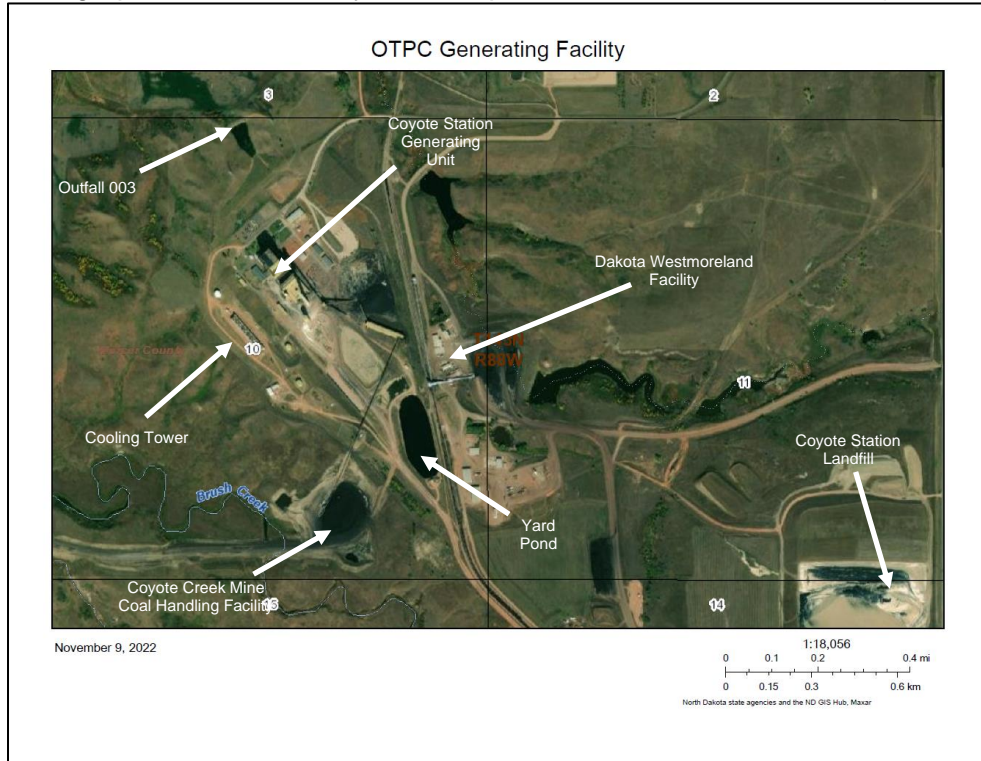 OTPC Generating Facility
3
2
Coyote Station
Generating
Unit
Outfall 003
Dakota Westmoreland
Facility
R88W
10
11
Cooling Tower
Coyote Station
Landfill
Brush Creek
Yard
Pond
Coyote Creek Mine
Coal Handling Facility
15
14
November 9, 2022
1:18,056
0 0.1 0.2 0.4 mi
0 0.15 0.3 0.6 km
North Dakota state agencies and the ND GIS Hub, Maxar